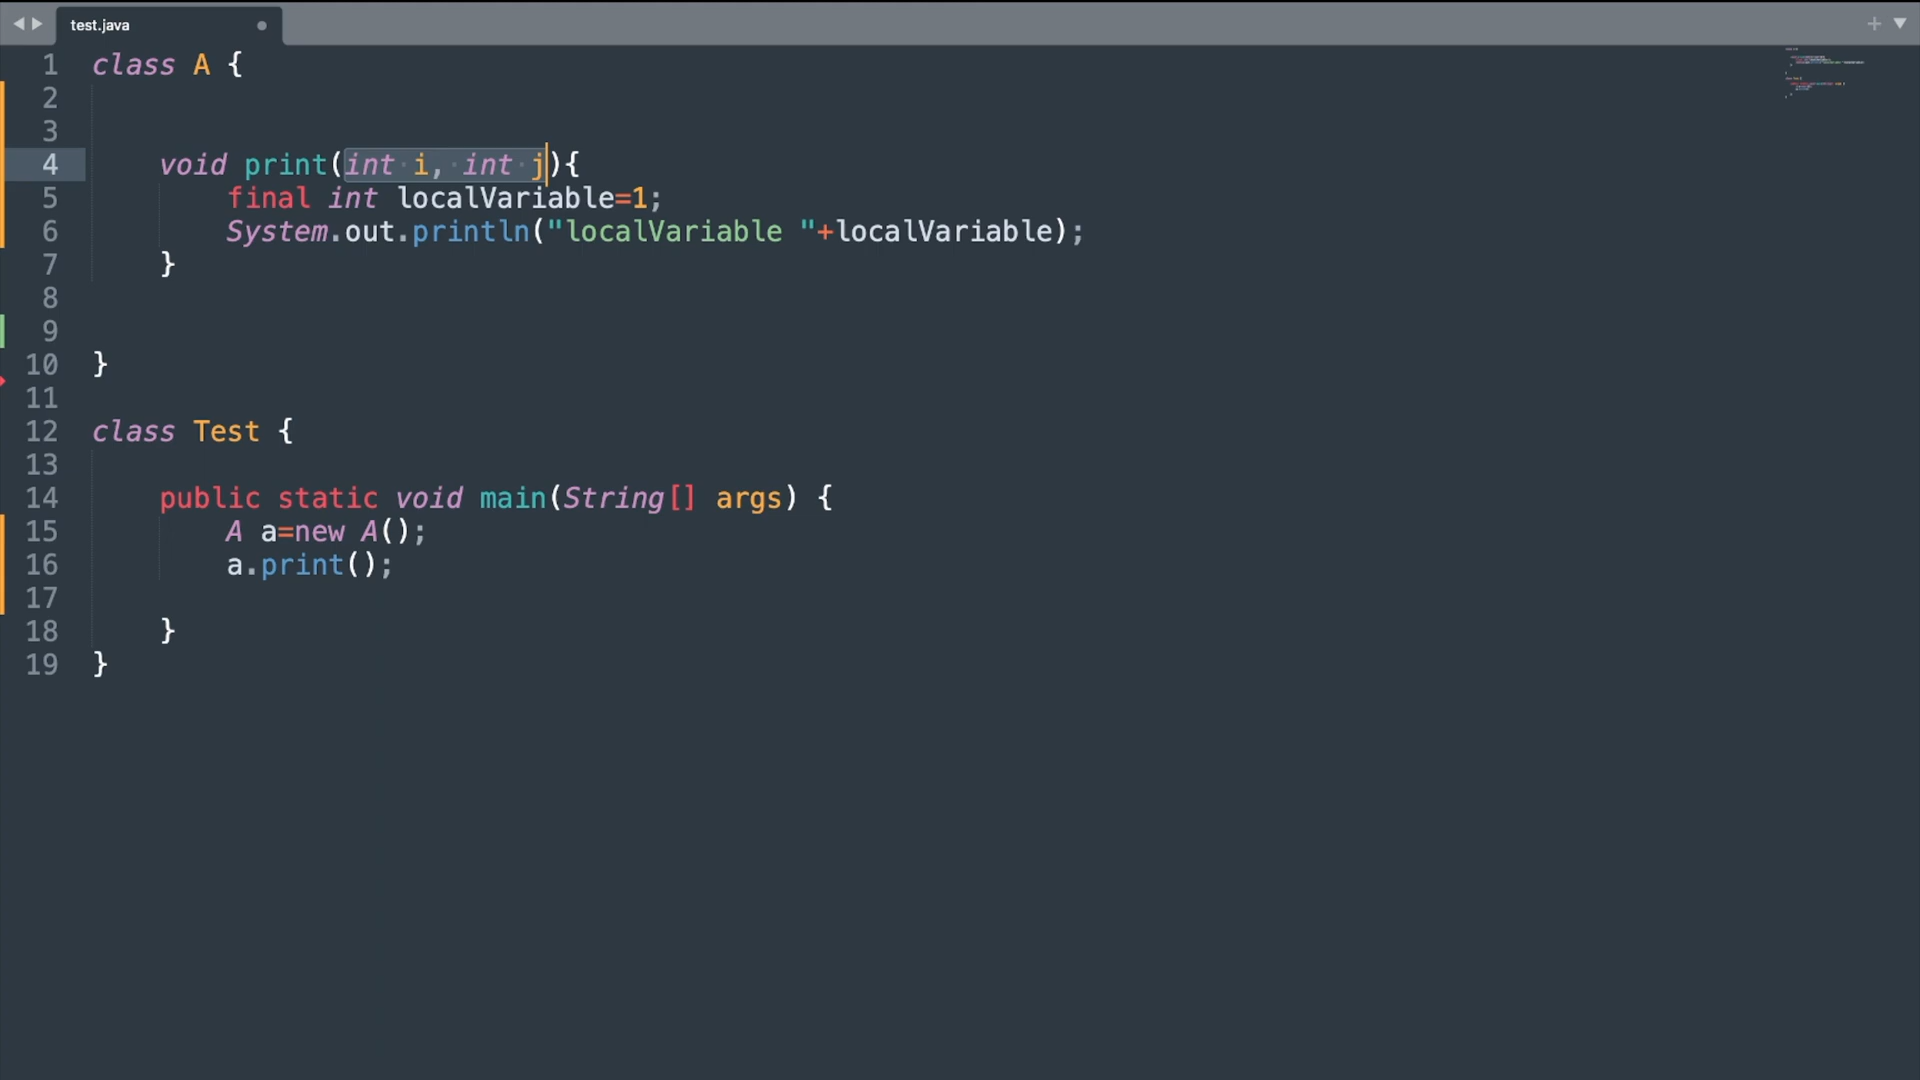 test.java
1 class A {
2
3
4 void print(int i, int j){
5 final int localVariable=1;
6 System.out.println("localVariable "+localVariable);
7 }
8
9
10 }
11
12 class Test {
13
14 public static void main(String[] args) {
15 A a=new A();
16 a.print();
17
18 }
19 }